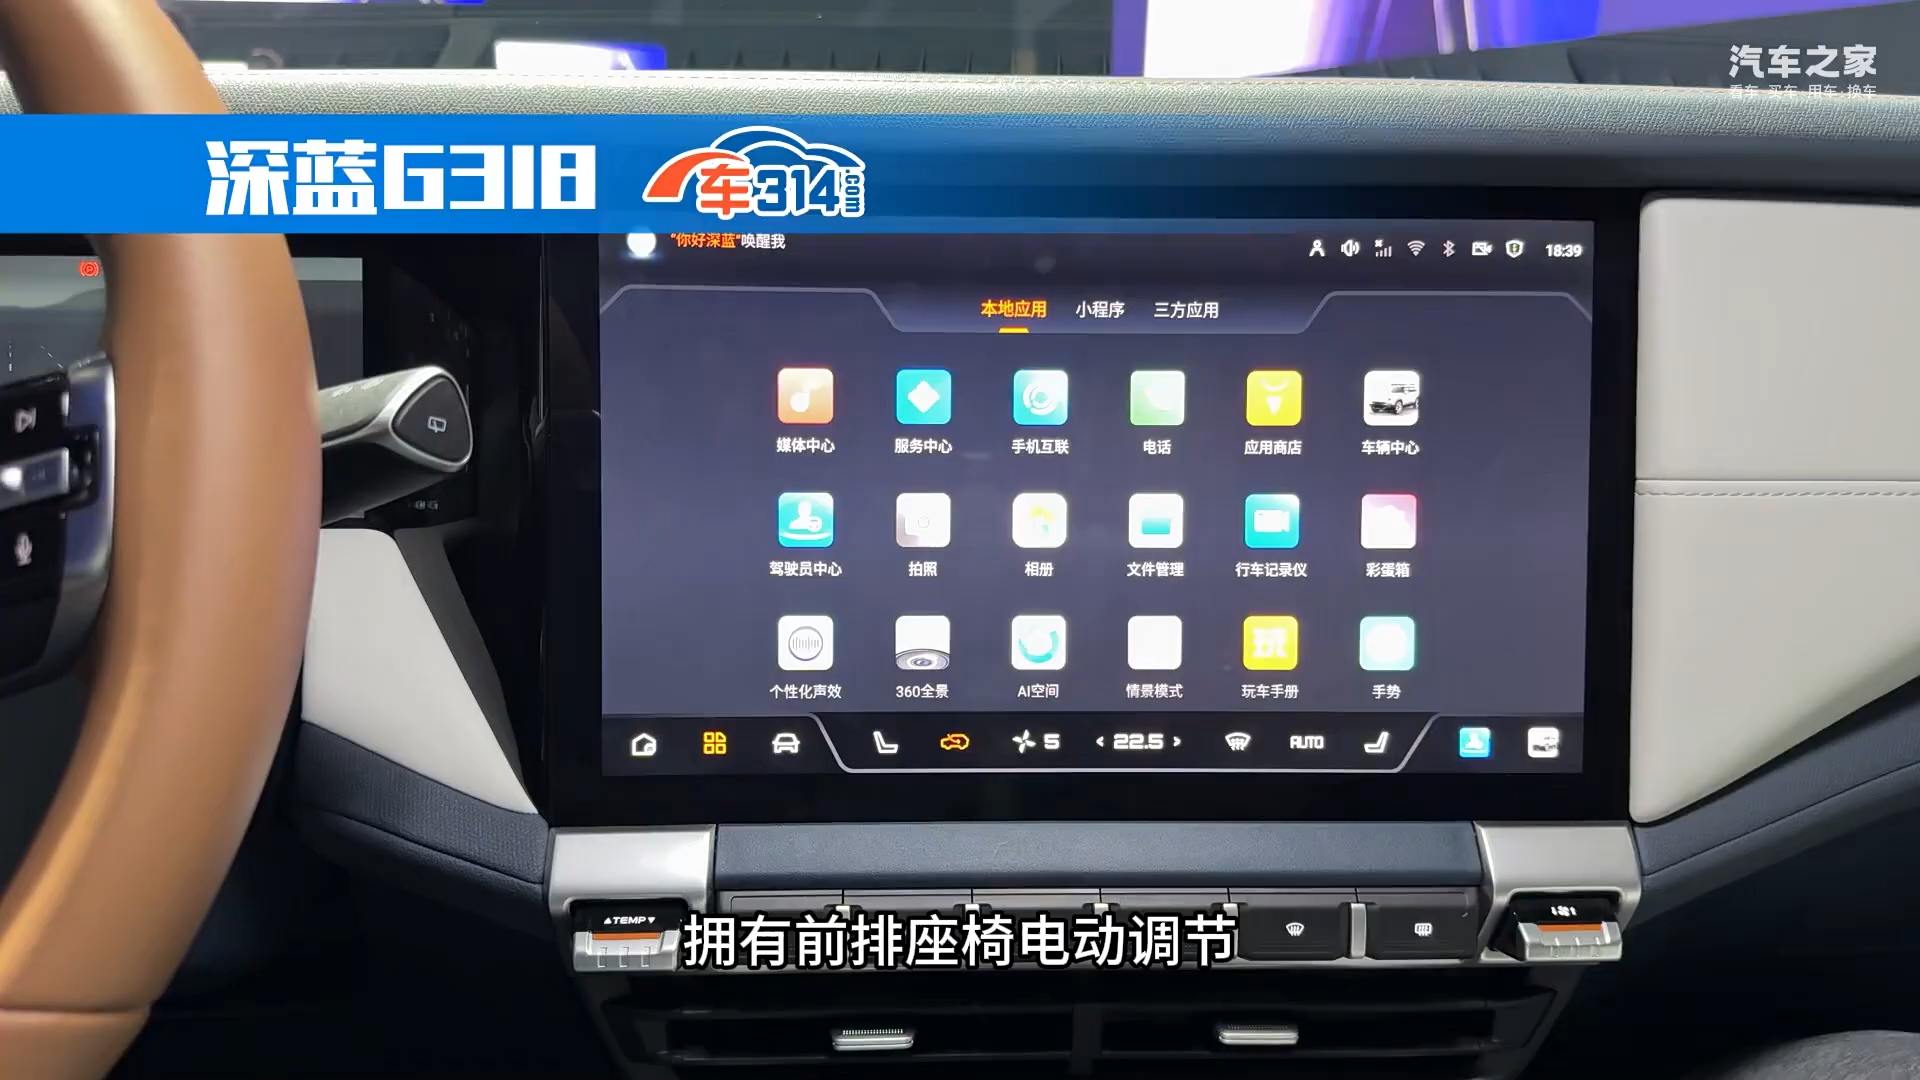 汽车之家
看车·买车·用车·换车
深蓝G318
车314.com
"你好深蓝"唤醒我
18:39
本地应用 小程序 三方应用
媒体中心 服务中心 手机互联 电话 应用商店 车辆中心
驾驶员中心 拍照 相册 文件管理 行车记录仪 彩蛋箱
玩
个性化声效 360全景 AI空间 情景模式 玩车手册 手势
5 < 22.5 > AUTO
▲TEMP▼
拥有前排座椅电动调节